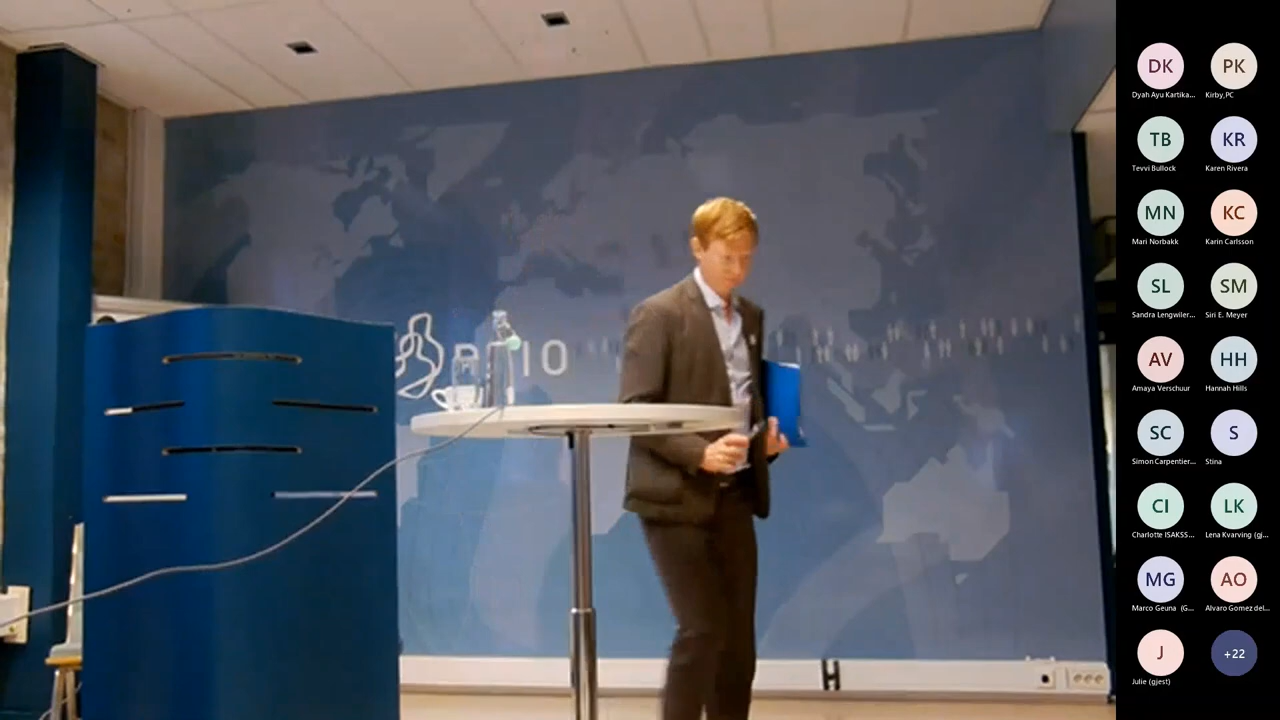 DK
PK
Dyah Ayu Kartika...
Kirby, PC
TB
KR
Tevvi Bullock
Karen Rivera
MN
KC
Mari Norbakk
Karin Carlsson
SL
SM
Sandra Lengwiler...
Siri E. Meyer
AV
HH
Amaya Verschuur
Hannah Hills
SC
S
Simon Carpentier...
Stina
CI
LK
Charlotte ISAKSS...
Lena Kvarving (gj...
MG
AO
Marco Geuna (G...
Alvaro Gomez del...
J
+22
Julie (gjest)
PRIO